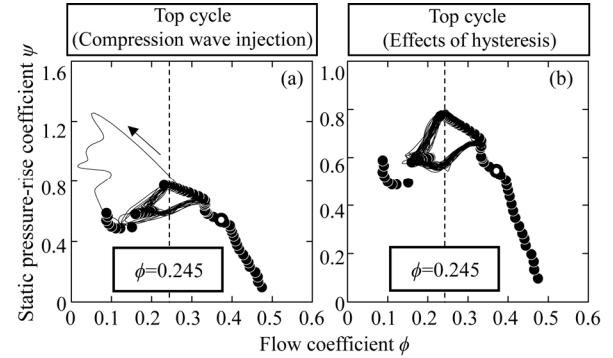 Top cycle
(Compression wave injection)
Top cycle
(Effects of hysteresis)
Static pressure-rise coefficient ψ
1.6
1.2
0.8
0.4
0
(a)
ϕ=0.245
0 0.1 0.2 0.3 0.4 0.5 0.6
1.0
0.8
0.6
0.4
0.2
0
(b)
ϕ=0.245
0 0.1 0.2 0.3 0.4 0.5 0.6
Flow coefficient ϕ